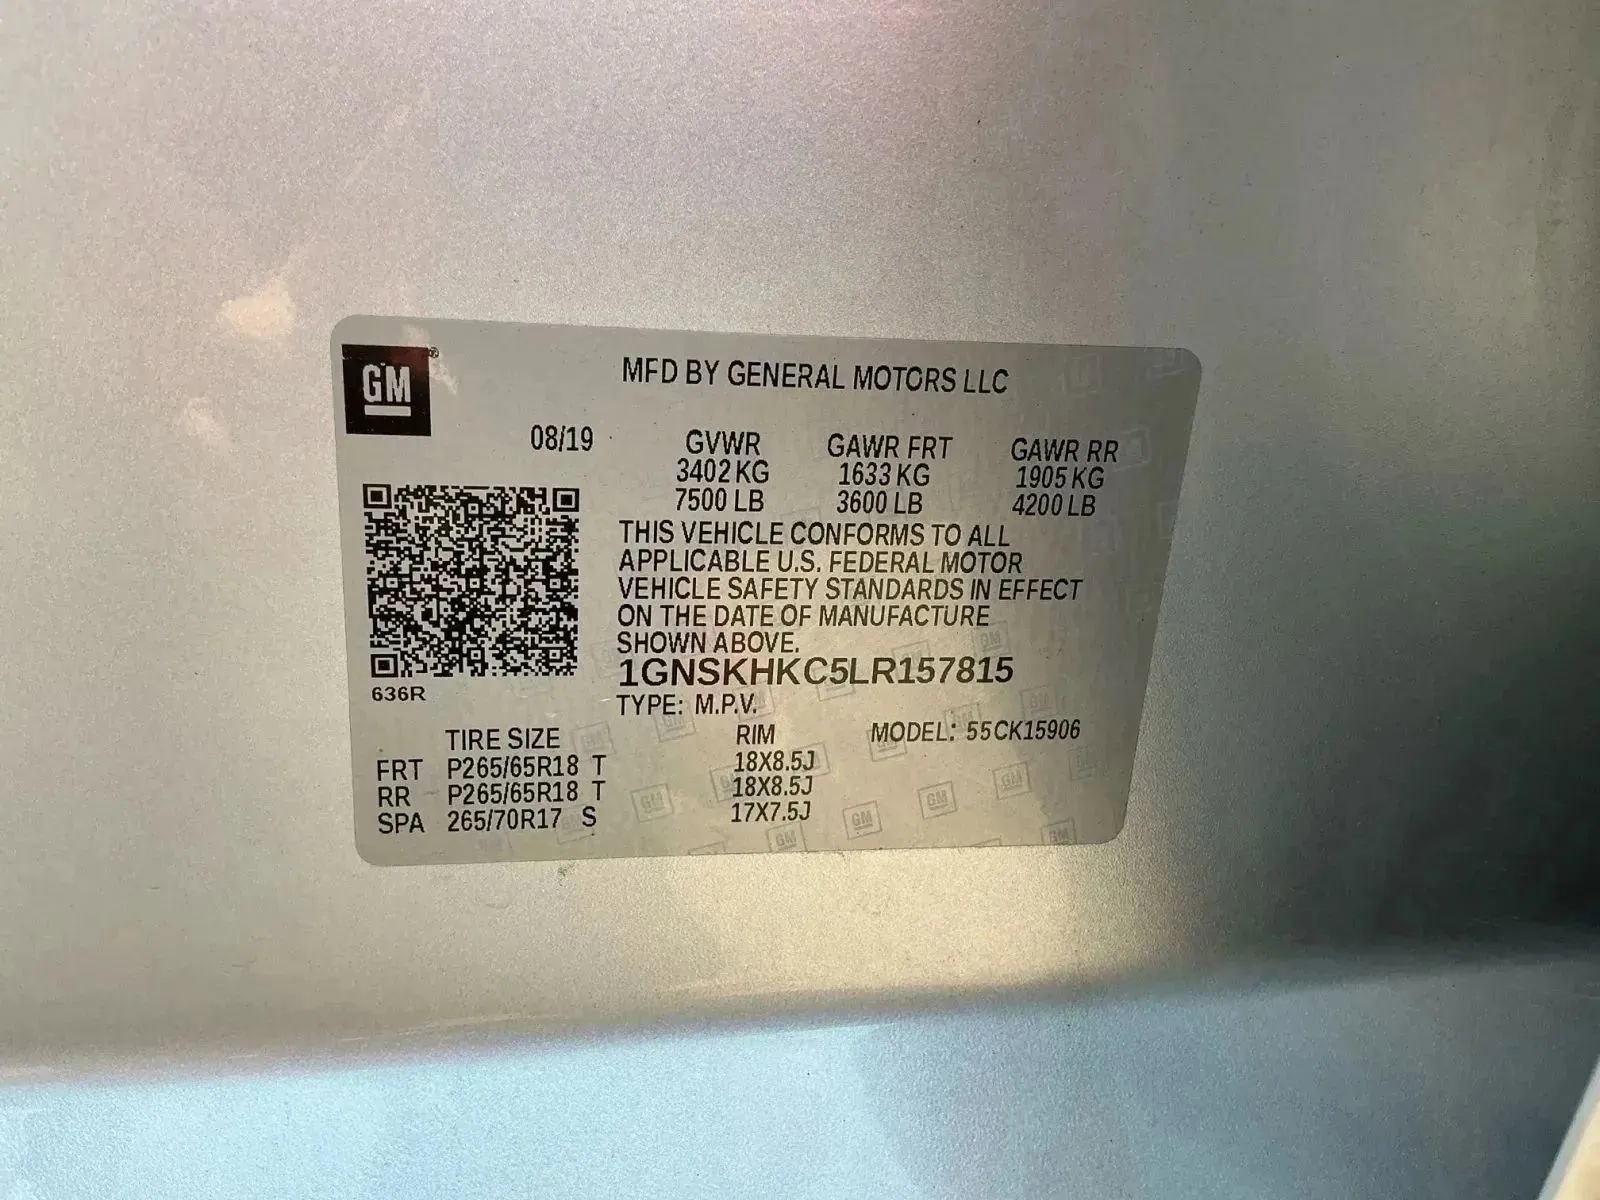 GM
MFD BY GENERAL MOTORS LLC
08/19 GVWR GAWR FRT GAWR RR
3402 KG 1633 KG 1905 KG
7500 LB 3600 LB 4200 LB
THIS VEHICLE CONFORMS TO ALL
APPLICABLE U.S. FEDERAL MOTOR
VEHICLE SAFETY STANDARDS IN EFFECT
ON THE DATE OF MANUFACTURE
SHOWN ABOVE.
1GNSKHKC5LR157815
636R
TYPE: M.P.V.
TIRE SIZE RIM MODEL: 55CK15906
FRT P265/65R18 T 18X8.5J
RR P265/65R18 T 18X8.5J
SPA 265/70R17 S 17X7.5J